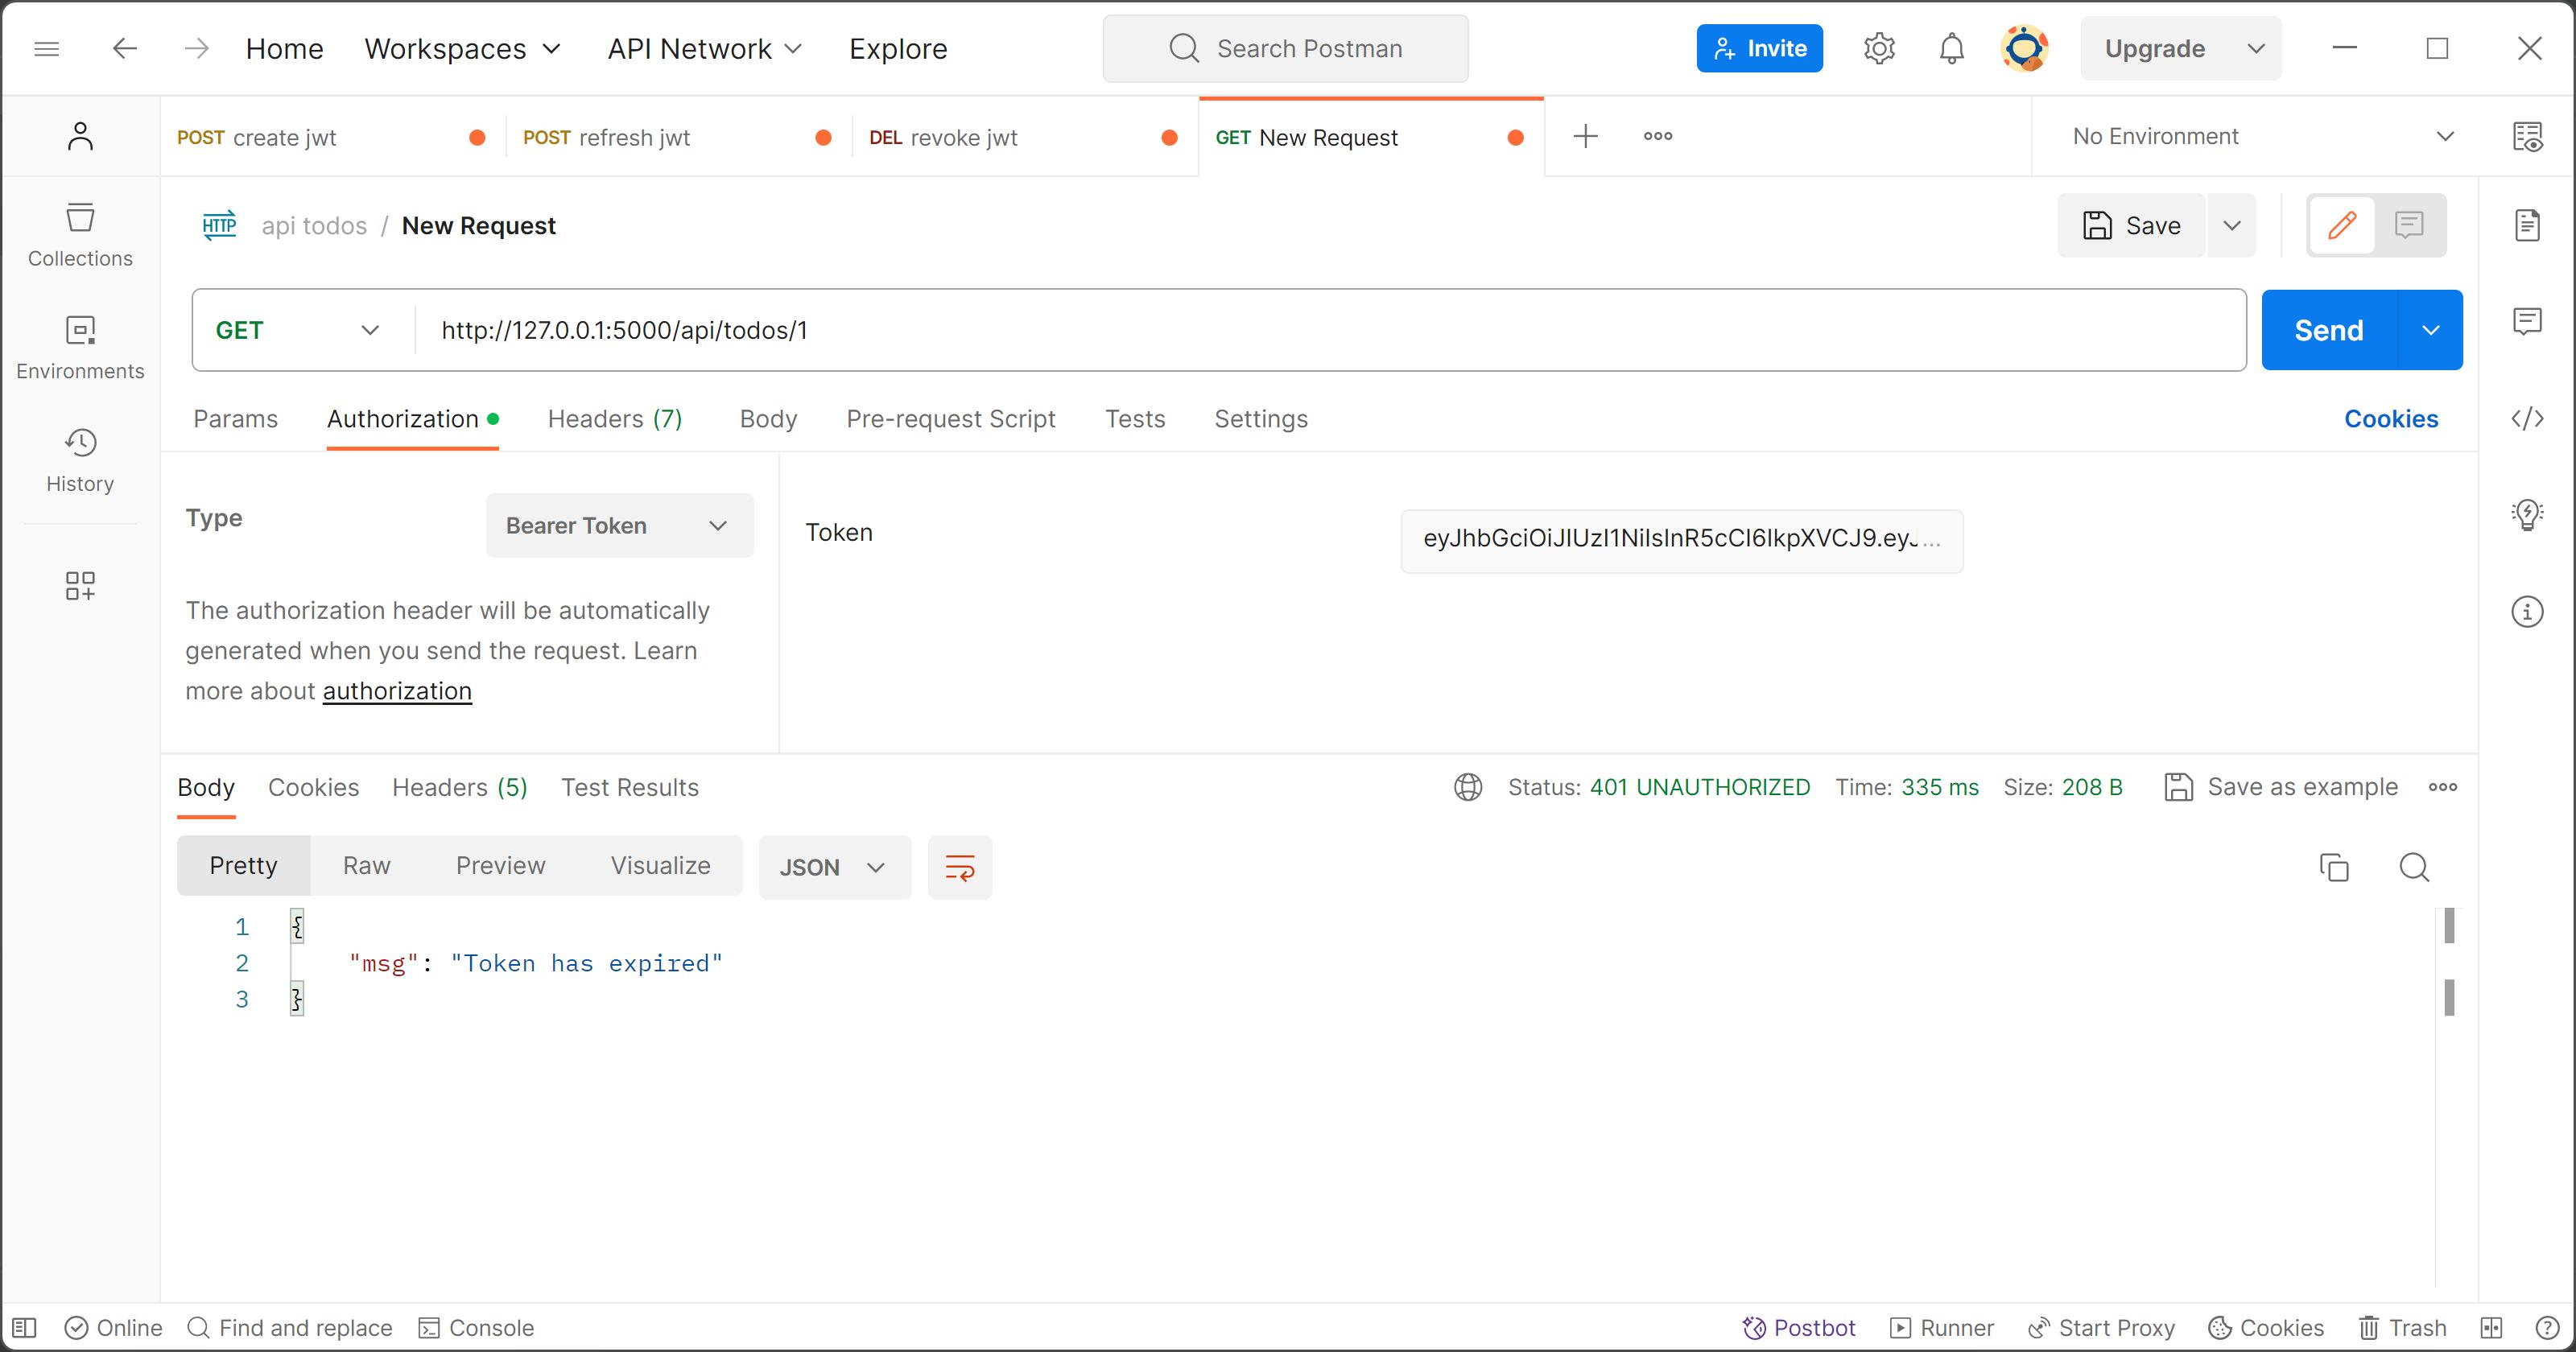 Home Workspaces API Network Explore Search Postman Invite Upgrade
POST create jwt POST refresh jwt DEL revoke jwt GET New Request No Environment
HTTP api todos / New Request Save
Collections
GET http://127.0.0.1:5000/api/todos/1 Send
Environments
Params Authorization Headers (7) Body Pre-request Script Tests Settings Cookies
History
Type Bearer Token Token eyJhbGciOiJIUzI1NiIsInR5cCI6IkpXVCJ9.eyJ...
The authorization header will be automatically
generated when you send the request. Learn
more about authorization
Body Cookies Headers (5) Test Results Status: 401 UNAUTHORIZED Time: 335 ms Size: 208 B Save as example
Pretty Raw Preview Visualize JSON
1 {
2 "msg": "Token has expired"
3 }
Online Find and replace Console Postbot Runner Start Proxy Cookies Trash